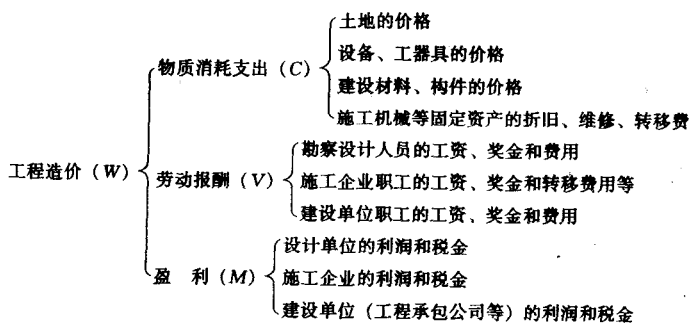 土地的价格
设备、工器具的价格
物质消耗支出（C）
建设材料、构件的价格
施工机械等固定资产的折旧、维修、转移费
勘察设计人员的工资、奖金和费用
工程造价（W）
劳动报酬（V）
施工企业职工的工资、奖金和转移费用等
建设单位职工的工资、奖金和费用
设计单位的利润和税金
盈 利（M）
施工企业的利润和税金
建设单位（工程承包公司等）的利润和税金